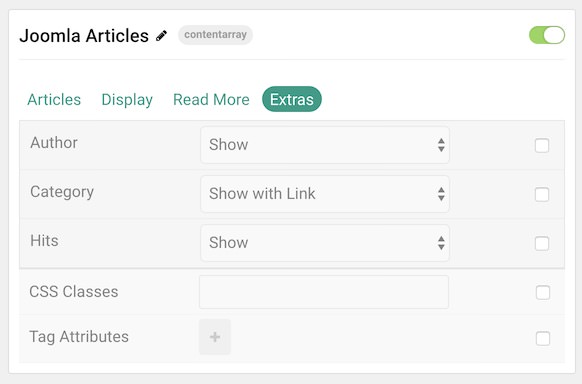 Joomla Articles contentarray
Articles Display Read More Extras
Author Show
Category Show with Link
Hits Show
CSS Classes
Tag Attributes +